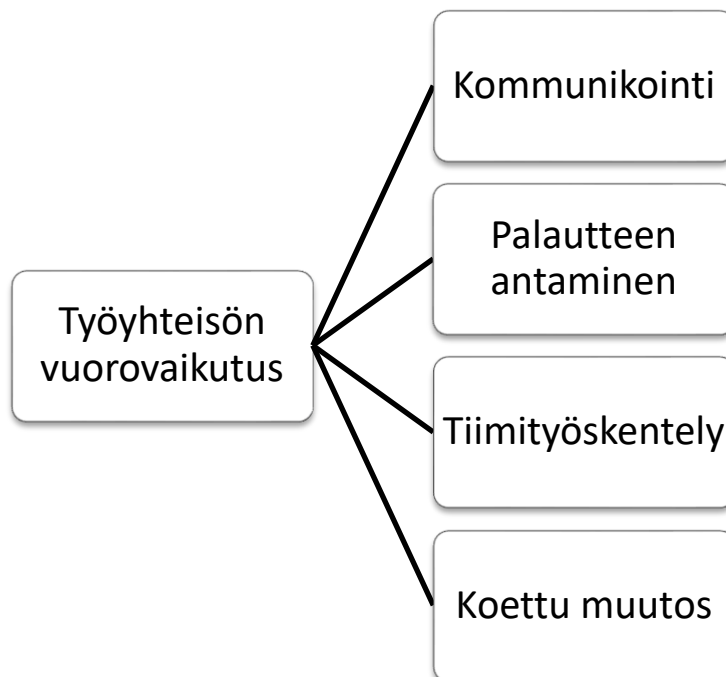 Kommunikointi
Palautteen
antaminen
Työyhteisön
vuorovaikutus
Tiimityöskentely
Koettu muutos